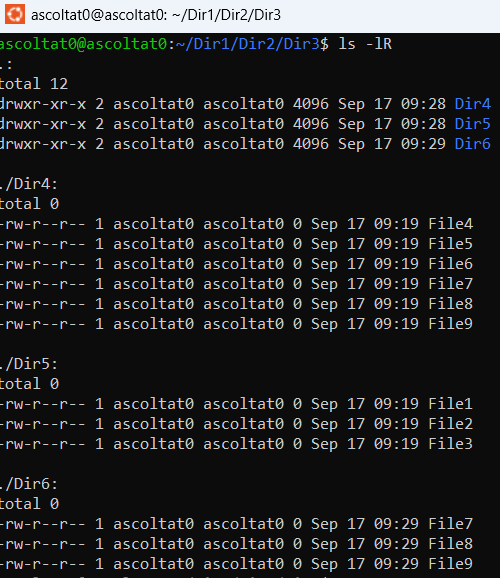 ascoltat0@ascoltat0: ~/Dir1/Dir2/Dir3
ascoltat0@ascoltat0:~/Dir1/Dir2/Dir3$ ls -lR
.:
total 12
drwxr-xr-x 2 ascoltat0 ascoltat0 4096 Sep 17 09:28 Dir4
drwxr-xr-x 2 ascoltat0 ascoltat0 4096 Sep 17 09:28 Dir5
drwxr-xr-x 2 ascoltat0 ascoltat0 4096 Sep 17 09:29 Dir6

./Dir4:
total 0
-rw-r--r-- 1 ascoltat0 ascoltat0 0 Sep 17 09:19 File4
-rw-r--r-- 1 ascoltat0 ascoltat0 0 Sep 17 09:19 File5
-rw-r--r-- 1 ascoltat0 ascoltat0 0 Sep 17 09:19 File6
-rw-r--r-- 1 ascoltat0 ascoltat0 0 Sep 17 09:19 File7
-rw-r--r-- 1 ascoltat0 ascoltat0 0 Sep 17 09:19 File8
-rw-r--r-- 1 ascoltat0 ascoltat0 0 Sep 17 09:19 File9

./Dir5:
total 0
-rw-r--r-- 1 ascoltat0 ascoltat0 0 Sep 17 09:19 File1
-rw-r--r-- 1 ascoltat0 ascoltat0 0 Sep 17 09:19 File2
-rw-r--r-- 1 ascoltat0 ascoltat0 0 Sep 17 09:19 File3

./Dir6:
total 0
-rw-r--r-- 1 ascoltat0 ascoltat0 0 Sep 17 09:29 File7
-rw-r--r-- 1 ascoltat0 ascoltat0 0 Sep 17 09:29 File8
-rw-r--r-- 1 ascoltat0 ascoltat0 0 Sep 17 09:29 File9